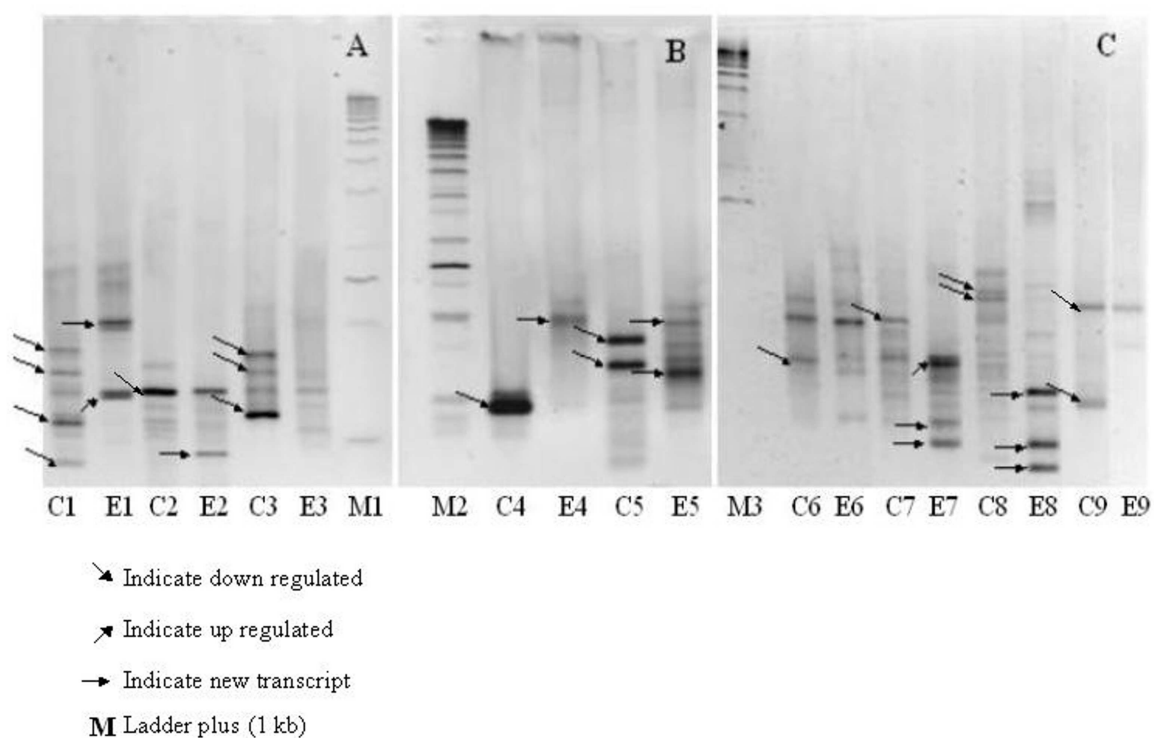 A B C
C1 E1 C2 E2 C3 E3 M1 M2 C4 E4 C5 E5 M3 C6 E6 C7 E7 C8 E8 C9 E9
Indicate down regulated
Indicate up regulated
Indicate new transcript
M Ladder plus (1 kb)